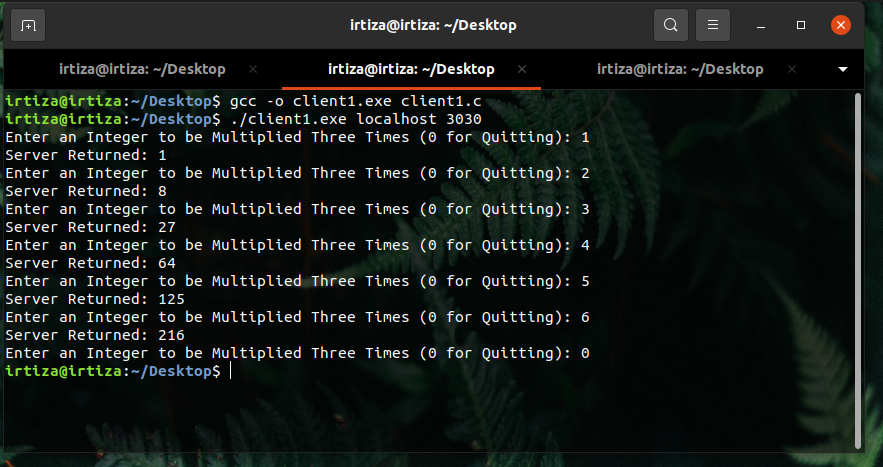 irtiza@irtiza: ~/Desktop
irtiza@irtiza: ~/Desktop × irtiza@irtiza: ~/Desktop × irtiza@irtiza: ~/Desktop ×
irtiza@irtiza:~/Desktop$ gcc -o client1.exe client1.c
irtiza@irtiza:~/Desktop$ ./client1.exe localhost 3030
Enter an Integer to be Multiplied Three Times (0 for Quitting): 1
Server Returned: 1
Enter an Integer to be Multiplied Three Times (0 for Quitting): 2
Server Returned: 8
Enter an Integer to be Multiplied Three Times (0 for Quitting): 3
Server Returned: 27
Enter an Integer to be Multiplied Three Times (0 for Quitting): 4
Server Returned: 64
Enter an Integer to be Multiplied Three Times (0 for Quitting): 5
Server Returned: 125
Enter an Integer to be Multiplied Three Times (0 for Quitting): 6
Server Returned: 216
Enter an Integer to be Multiplied Three Times (0 for Quitting): 0
irtiza@irtiza:~/Desktop$